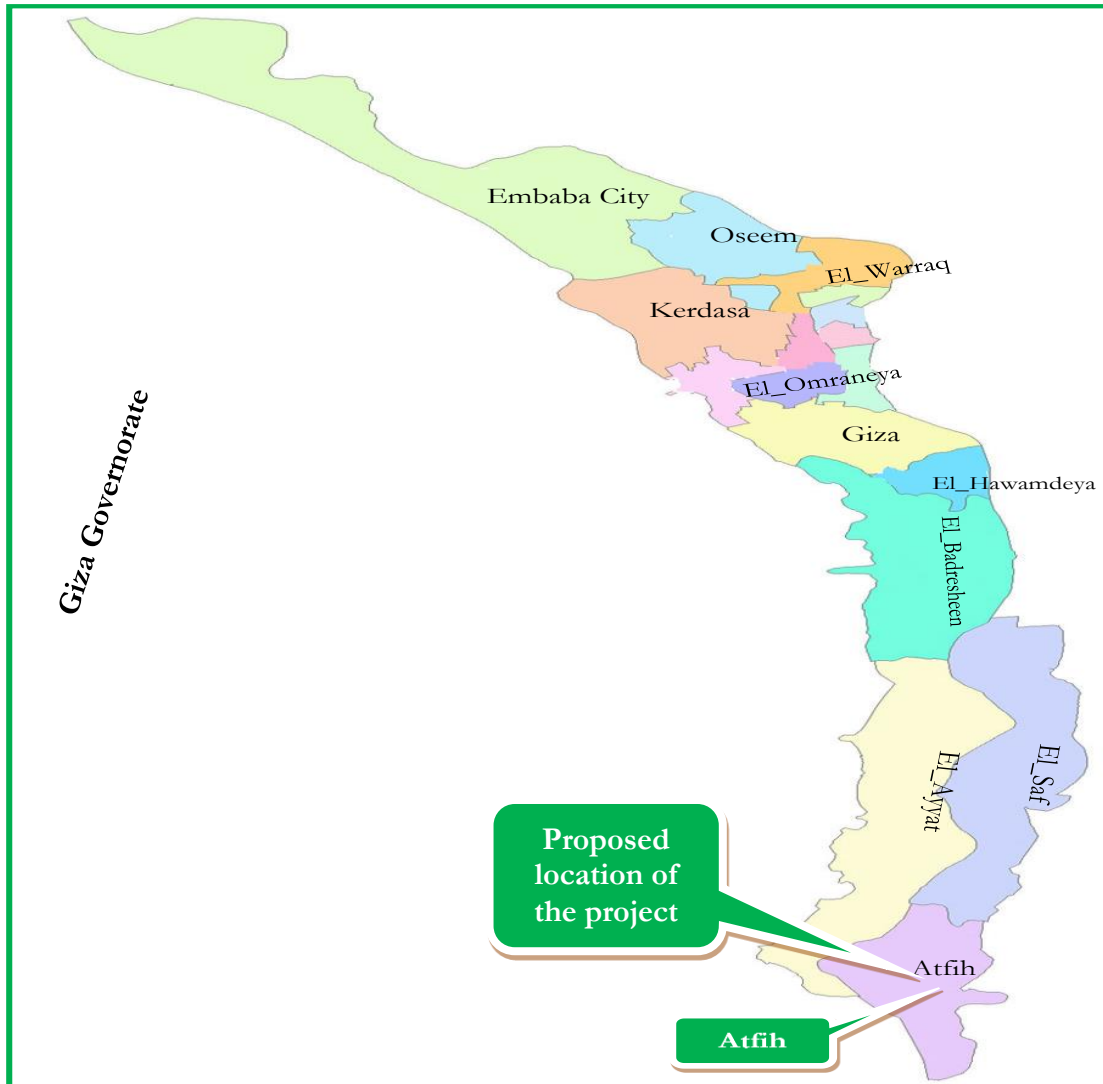 Embaba City
Oseem
El_Warraq
Kerdasa
El_Omraneya
Giza
El_Hawamdeya
El_Badresheen
Giza Governorate
El_Saf
El_Ayyat
Proposed
location of
the project
Atfih
Atfih